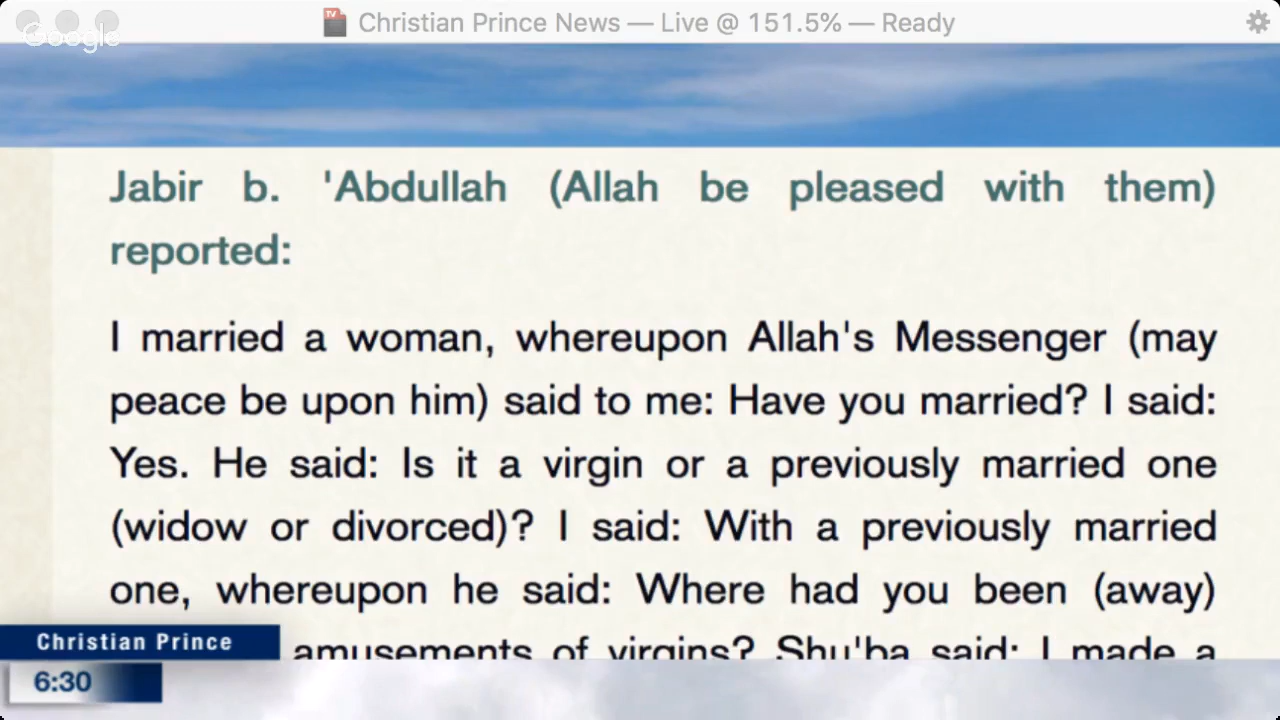 Christian Prince News — Live @ 151.5% — Ready
Google
Jabir b. 'Abdullah (Allah be pleased with them)
reported:
I married a woman, whereupon Allah's Messenger (may
peace be upon him) said to me: Have you married? I said:
Yes. He said: Is it a virgin or a previously married one
(widow or divorced)? I said: With a previously married
one, whereupon he said: Where had you been (away)
amusements of virgins? Shu'ba said: I made a
Christian Prince
6:30